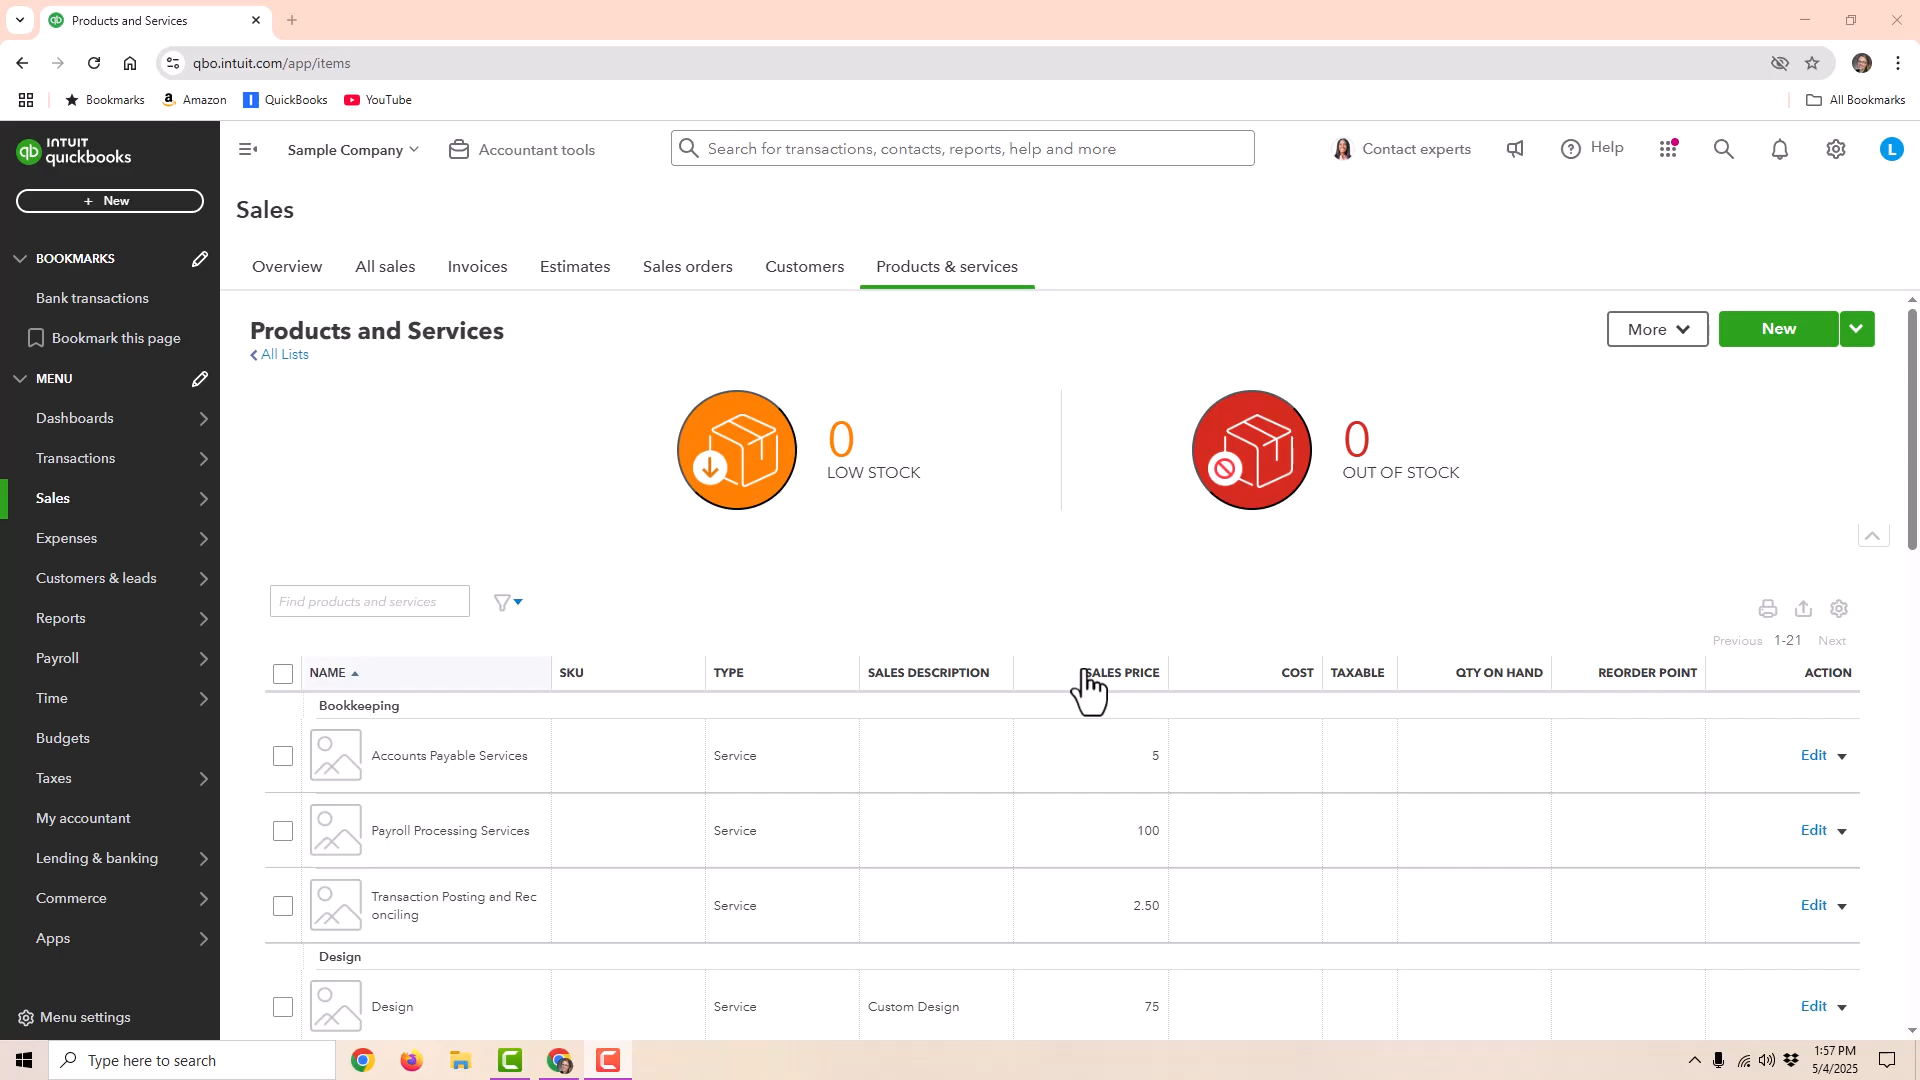 Products and Services
qbo.intuit.com/app/items
Bookmarks
Amazon
QuickBooks
YouTube
All Bookmarks
INTUIT
quickbooks
Sample Company
Accountant tools
Search for transactions, contacts, reports, help and more
Contact experts
Help
L
+ New
BOOKMARKS
Bank transactions
Bookmark this page
MENU
Dashboards
Transactions
Sales
Expenses
Customers & leads
Reports
Payroll
Time
Budgets
Taxes
My accountant
Lending & banking
Commerce
Apps
Menu settings
Sales
Overview
All sales
Invoices
Estimates
Sales orders
Customers
Products & services
Products and Services
All Lists
More
New
0
LOW STOCK
0
OUT OF STOCK
Find products and services
Previous 1-21 Next
NAME SKU TYPE SALES DESCRIPTION SALES PRICE COST TAXABLE QTY ON HAND REORDER POINT ACTION
Bookkeeping
Accounts Payable Services Service 5 Edit
Payroll Processing Services Service 100 Edit
Transaction Posting and Rec
onciling Service 2.50 Edit
Design
Design Service Custom Design 75 Edit
Type here to search
1:57 PM
5/4/2025